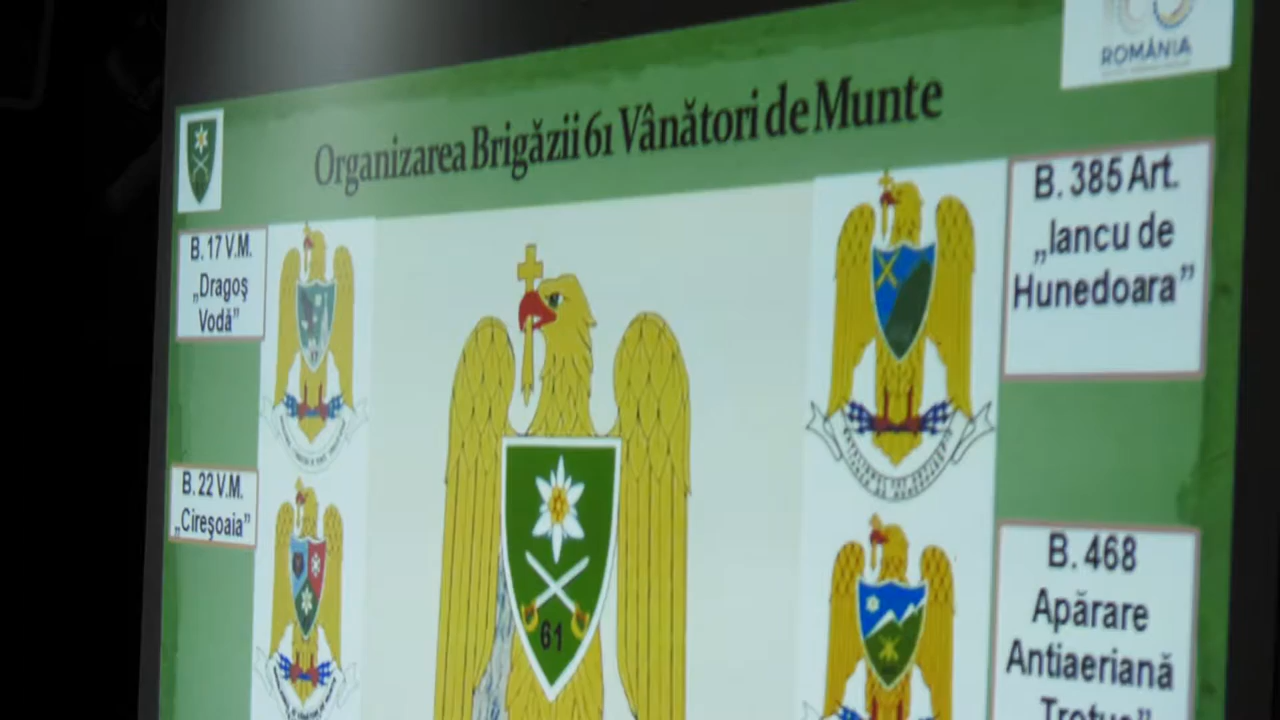 ROMÂNIA
Organizarea Brigăzii 61 Vânători de Munte
B. 17 V.M.
„Dragoş
Vodă”
B. 385 Art.
„Iancu de
Hunedoara”
B. 22 V.M.
„Cireşoaia”
61
B. 468
Apărare
Antiaeriană
Trotuş”